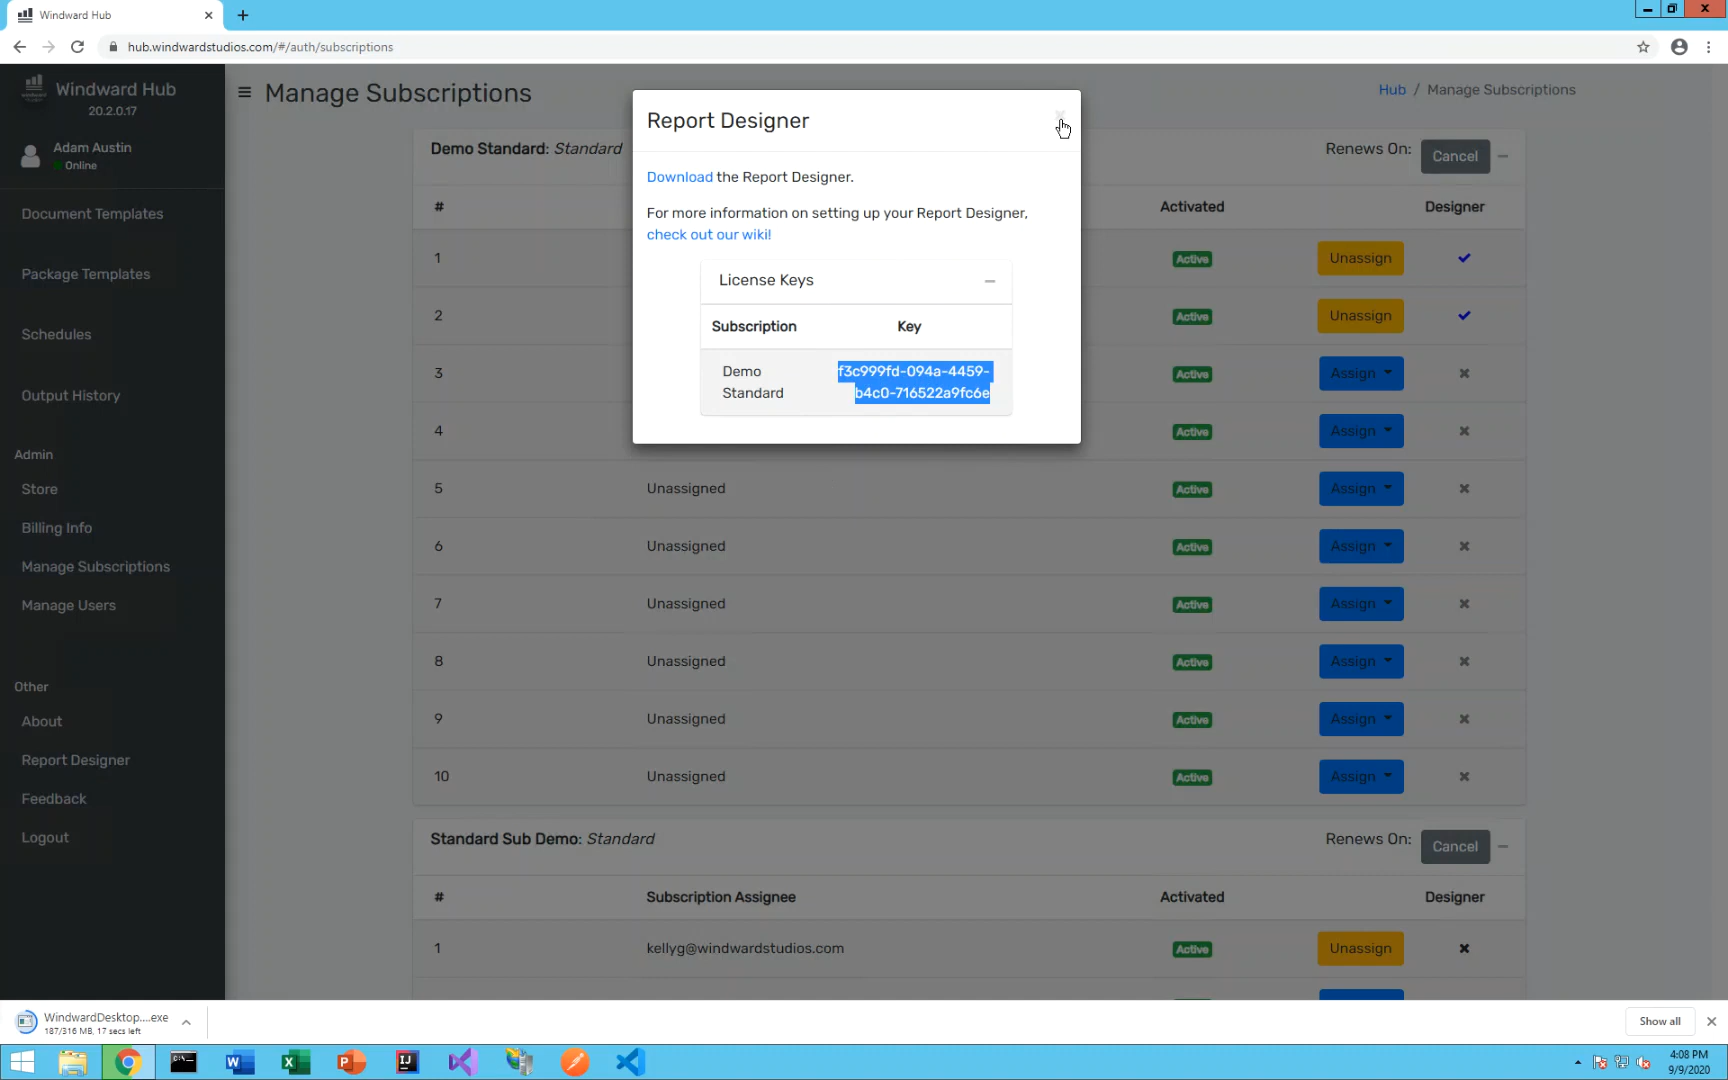 Windward Hub
hub.windwardstudios.com/#/auth/subscriptions
Windward Hub
20.2.0.17
Adam Austin
Online
Document Templates
Package Templates
Schedules
Output History
Admin
Store
Billing Info
Manage Subscriptions
Manage Users
Other
About
Report Designer
Feedback
Logout
Manage Subscriptions
Hub / Manage Subscriptions
Demo Standard: Standard
Renews On: Cancel
# Activated Designer
1 Active Unassign
2 Active Unassign
3 Active Assign
4 Active Assign
5 Unassigned Active Assign
6 Unassigned Active Assign
7 Unassigned Active Assign
8 Unassigned Active Assign
9 Unassigned Active Assign
10 Unassigned Active Assign
Report Designer
Download the Report Designer.
For more information on setting up your Report Designer,
check out our wiki!
License Keys
Subscription Key
Demo f3c999fd-094a-4459-
Standard b4c0-716522a9fc6e
Standard Sub Demo: Standard
Renews On: Cancel
# Subscription Assignee Activated Designer
1 kellyg@windwardstudios.com Active Unassign
WindwardDesktop....exe
187/316 MB, 17 secs left
Show all
4:08 PM
9/9/2020